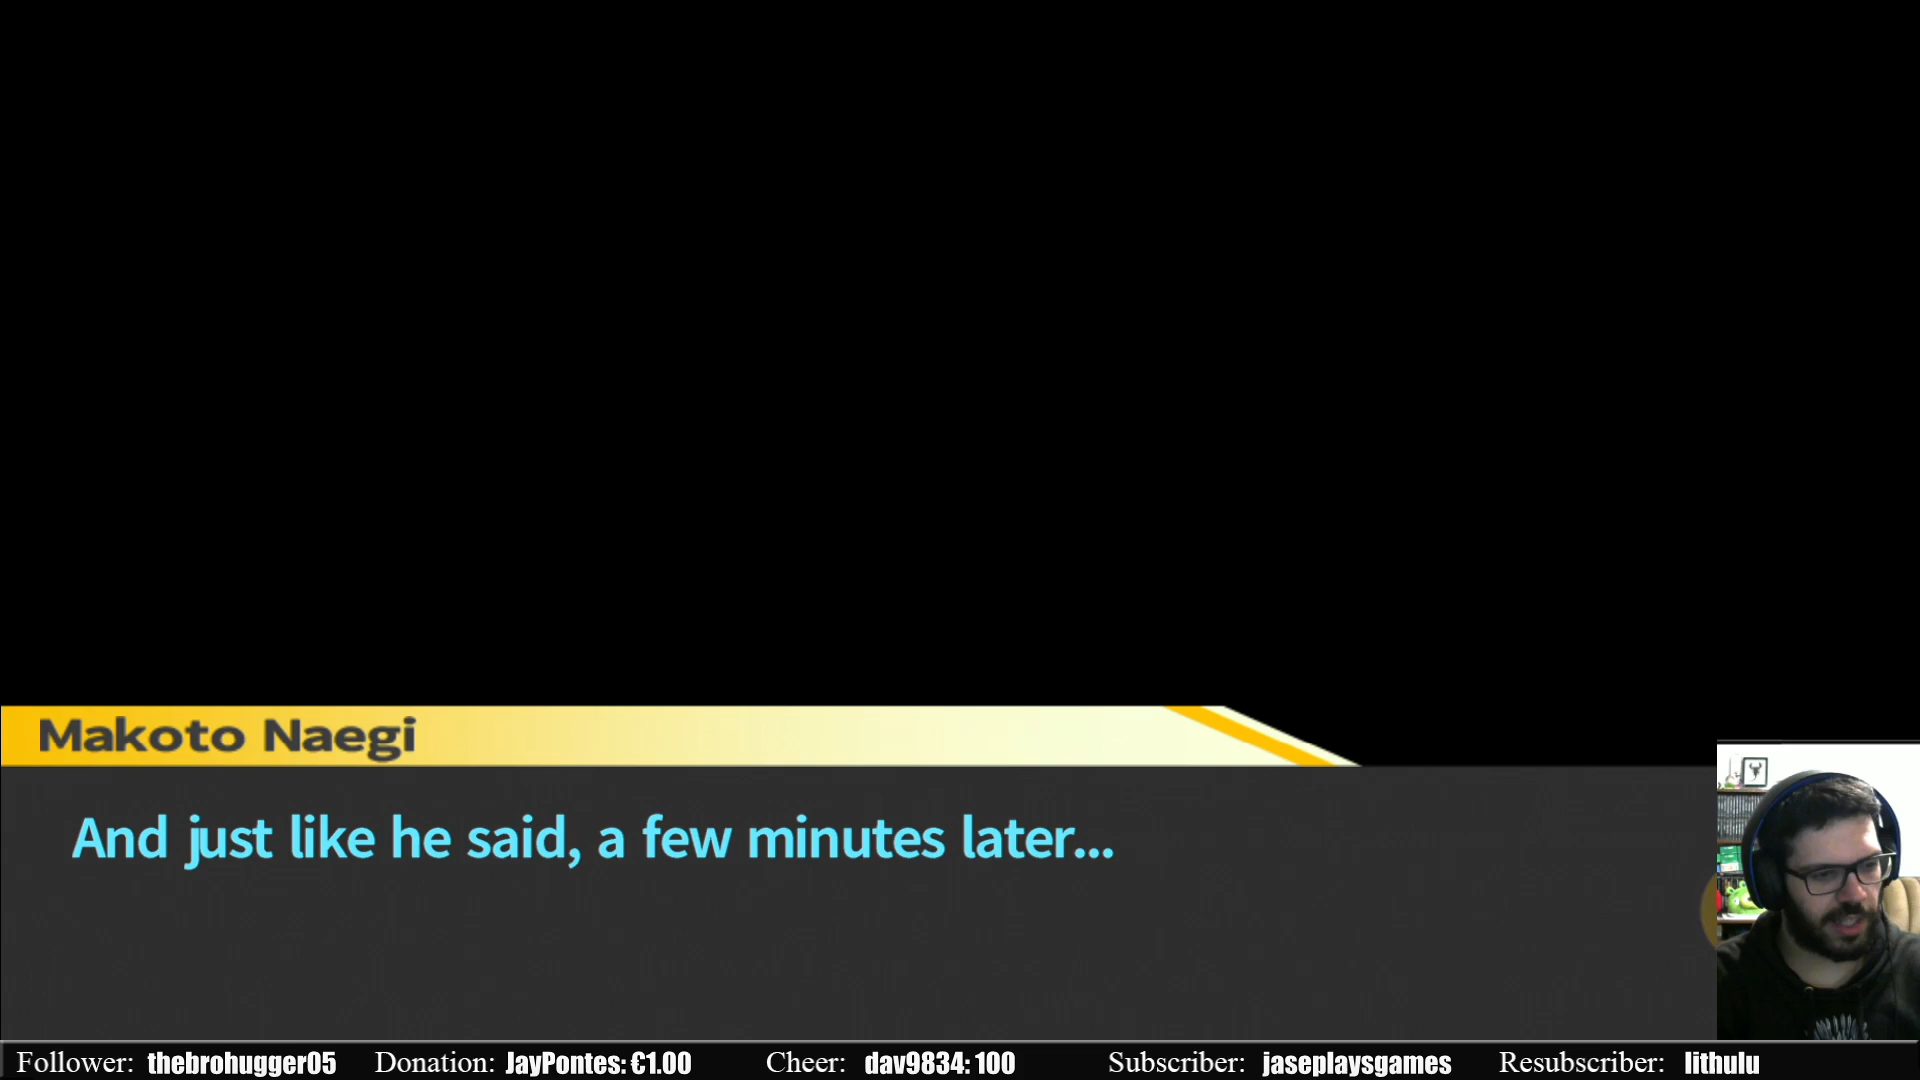 Makoto Naegi
And just like he said, a few minutes later...
Follower: thebrohugger05 Donation: JayPontes: €1.00 Cheer: dav9834: 100 Subscriber: jaseplaysgames Resubscriber: lithulu